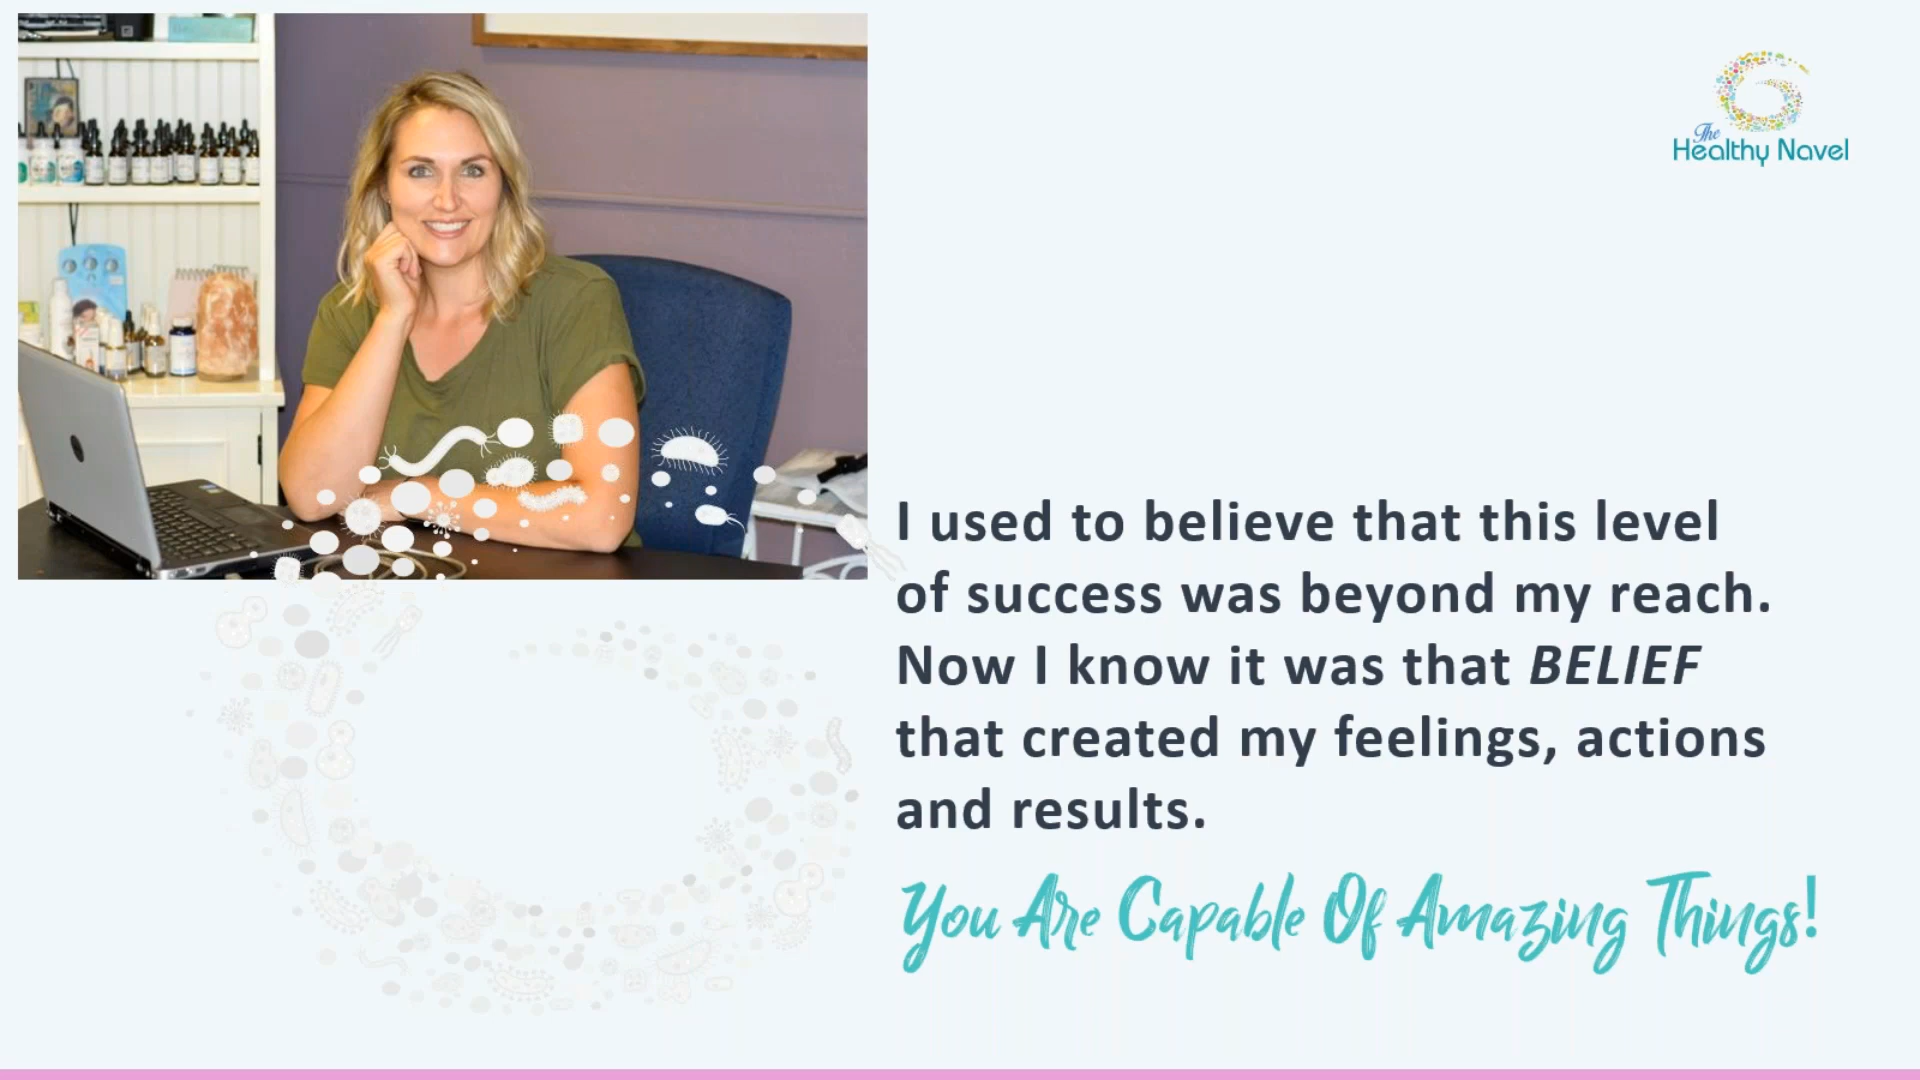 The
Healthy Navel
I used to believe that this level
of success was beyond my reach.
Now I know it was that BELIEF
that created my feelings, actions
and results.
You Are Capable Of Amazing Things!